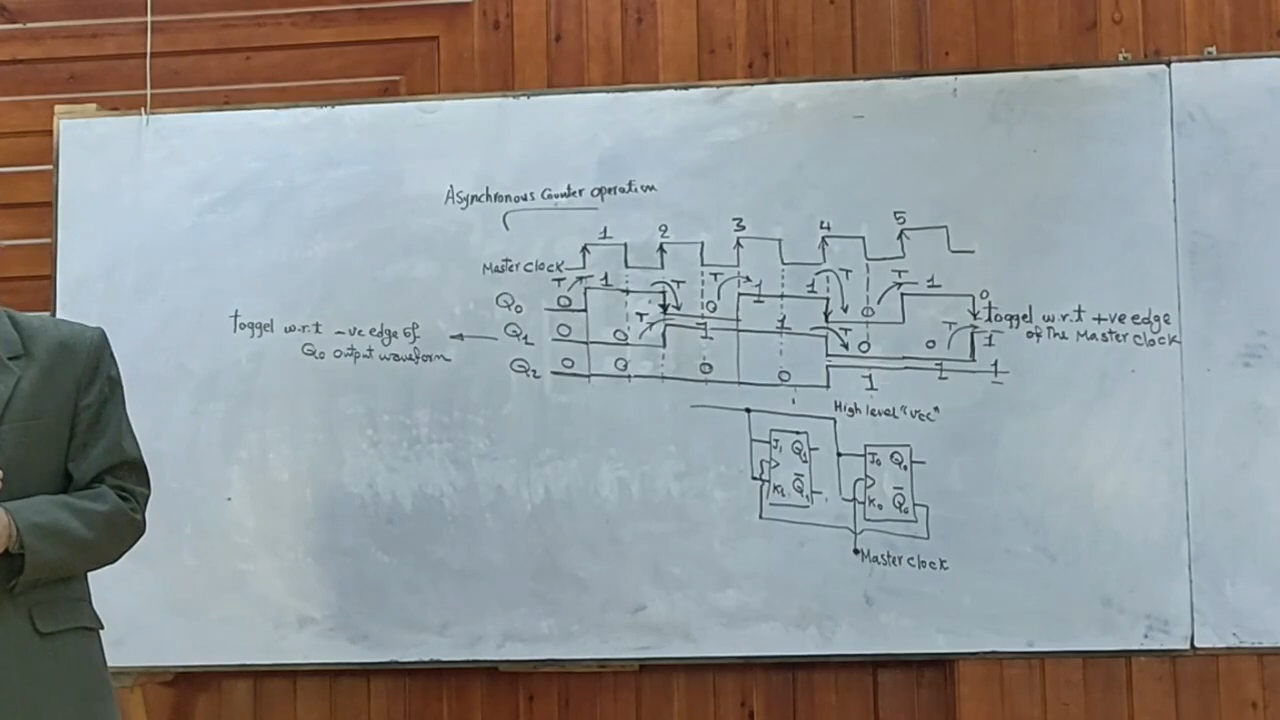 Asynchronous Counter operation
1 2 3 4 5
Master clock
T 1 T T 1 1 T T 1
Q0 0 0 0 0
toggel w.r.t +ve edge
of The Master clock
toggel w.r.t -ve edge of
Q0 output waveform
Q1 0 0 T 1 1 T 0 0 T 1
Q2 0 0 0 0 1 1 1
High level "Vcc"
J1 Q1 J0 Q0
K1 Q̅1 K0 Q̅0
Master clock